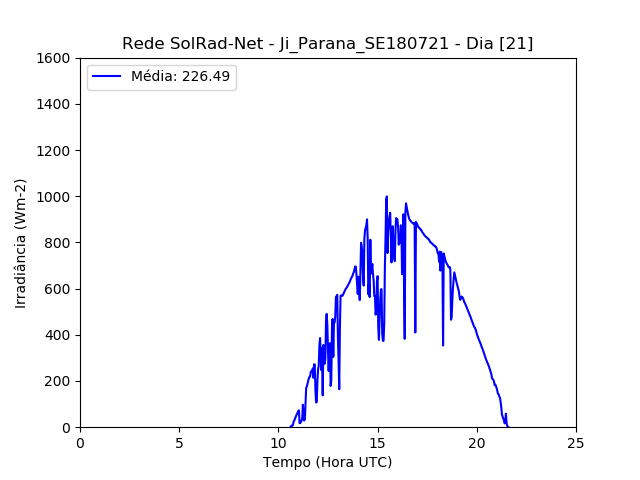 Rede SolRad-Net - Ji_Parana_SE180721 - Dia [21]
Média: 226.49
Irradiância (Wm-2)
1600
1400
1200
1000
800
600
400
200
0
0 5 10 15 20 25
Tempo (Hora UTC)